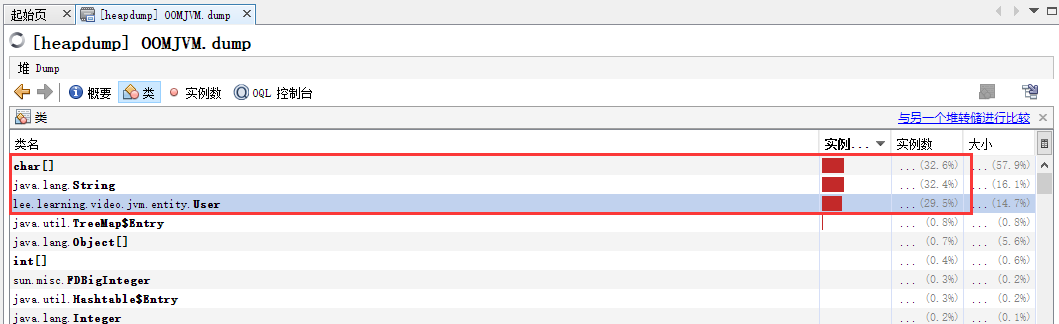 起始页 [heapdump] OOMJVM.dump
[heapdump] OOMJVM.dump
堆 Dump
概要 类 实例数 OQL 控制台
类 与另一个堆转储进行比较
类名 实例... 实例数 大小
char[] ...(32.6%) ...(57.9%)
java.lang.String ...(32.4%) ...(16.1%)
lee.learning.video.jvm.entity.User ...(29.5%) ...(14.7%)
java.util.TreeMap$Entry ... (0.8%) ... (0.8%)
java.lang.Object[] ... (0.7%) ... (5.6%)
int[] ... (0.4%) ... (0.6%)
sun.misc.FDBigInteger ... (0.3%) ... (0.2%)
java.util.Hashtable$Entry ... (0.3%) ... (0.2%)
java.lang.Integer ... (0.2%) ... (0.1%)